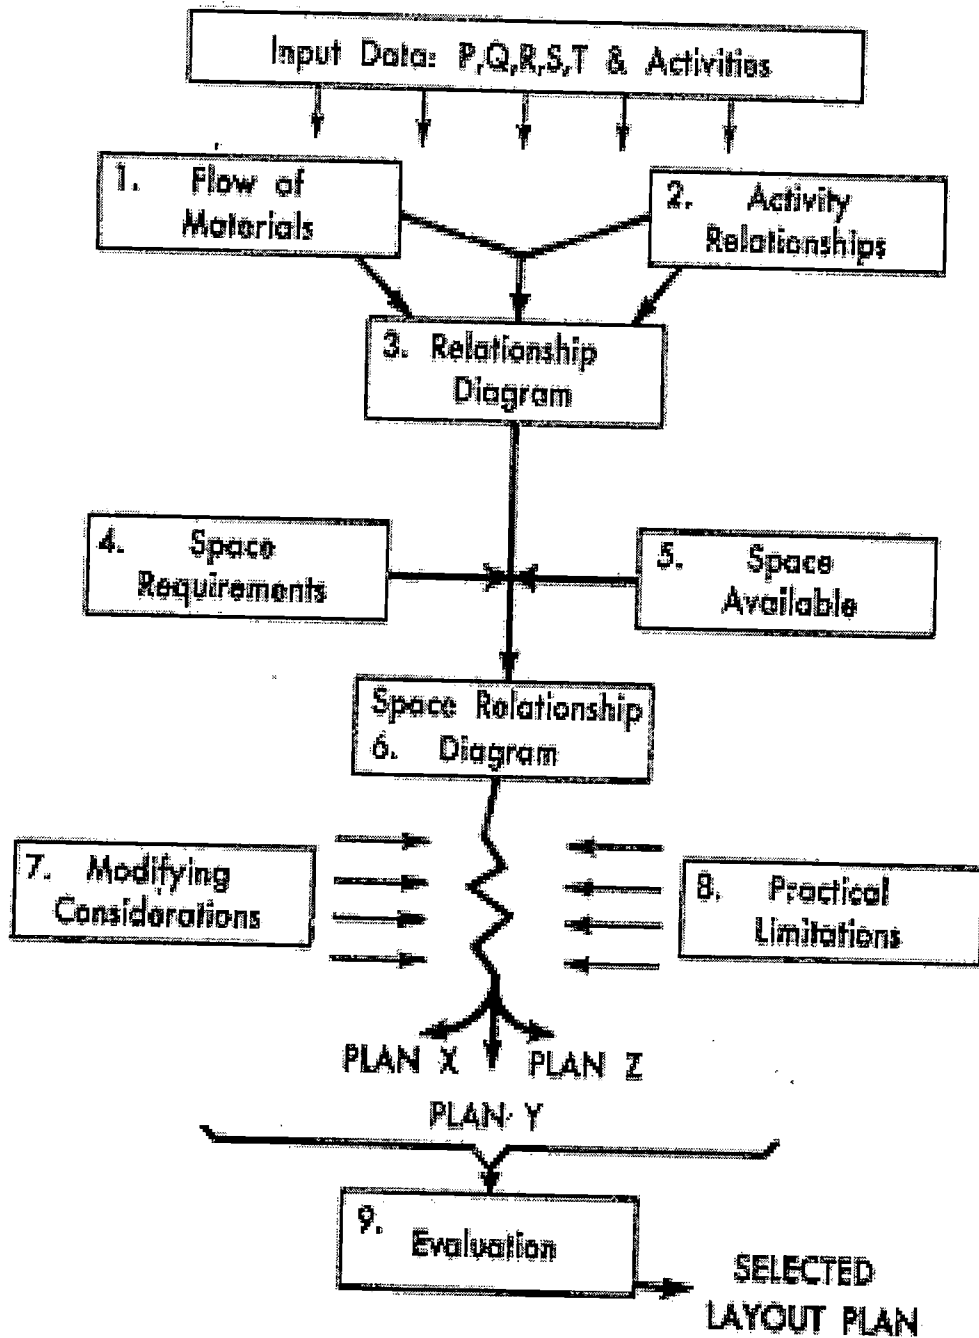 Input Data: P,Q,R,S,T & Activities
1. Flow of
Materials
2. Activity
Relationships
3. Relationship
Diagram
4. Space
Requirements
5. Space
Available
Space Relationship
6. Diagram
7. Modifying
Considerations
8. Practical
Limitations
PLAN X
PLAN Z
PLAN Y
9.
Evaluation
SELECTED
LAYOUT PLAN